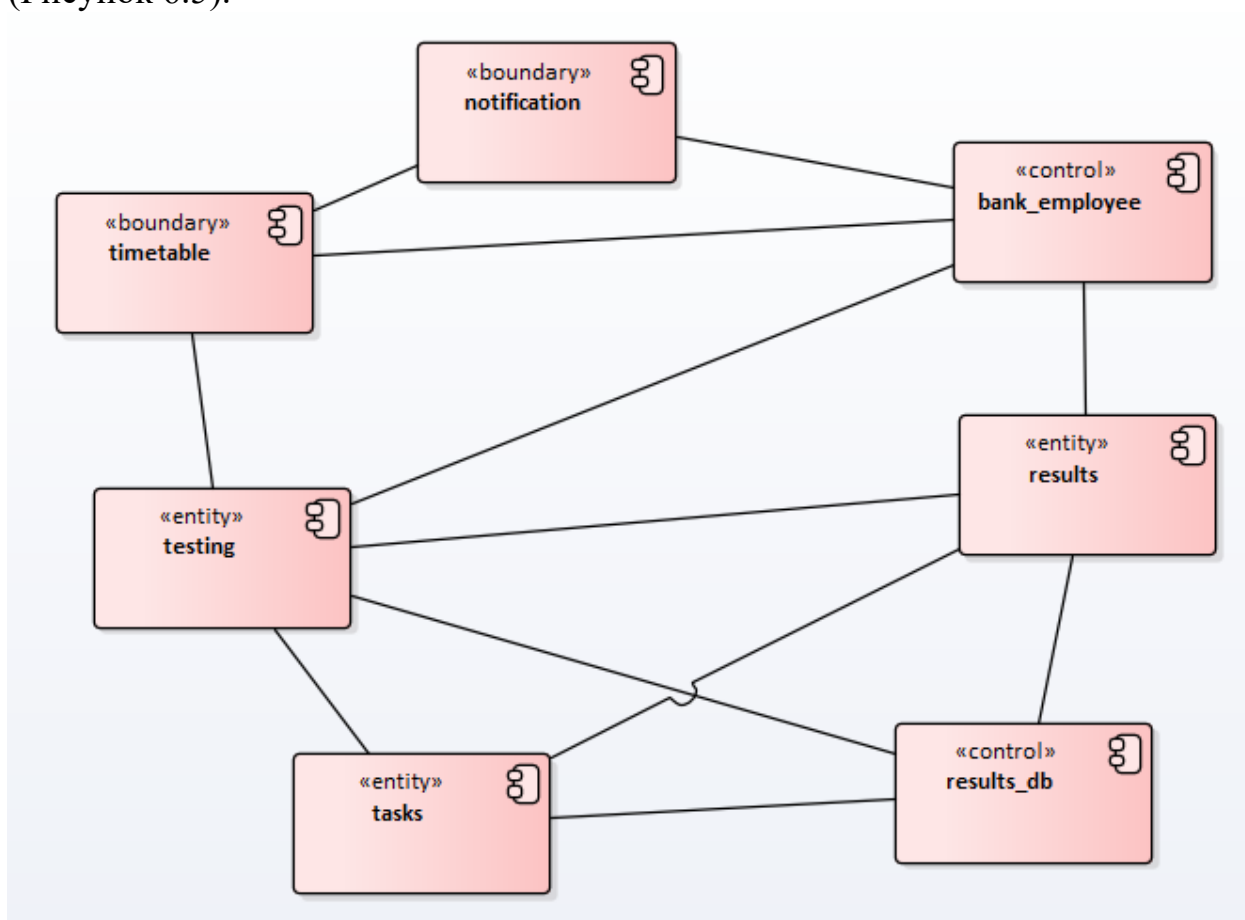 «boundary»
notification
«control»
bank_employee
«boundary»
timetable
«entity»
results
«entity»
testing
«control»
results_db
«entity»
tasks